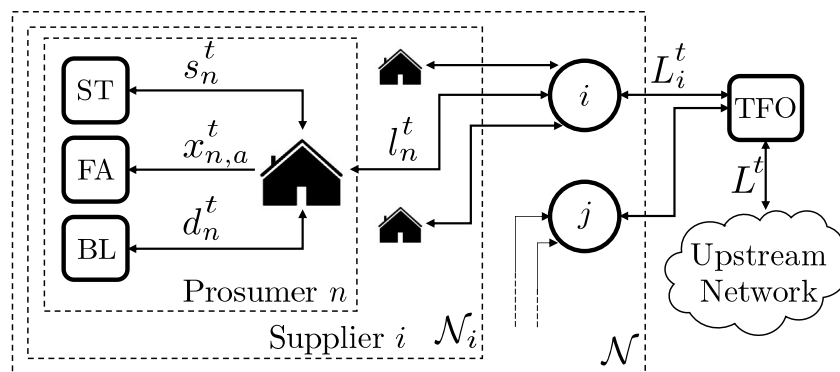 ST
s_n^t
FA
x_{n,a}^t
BL
d_n^t
Prosumer n
l_n^t
Supplier i
𝒩_i
𝒩
i
j
L_i^t
TFO
L^t
Upstream
Network